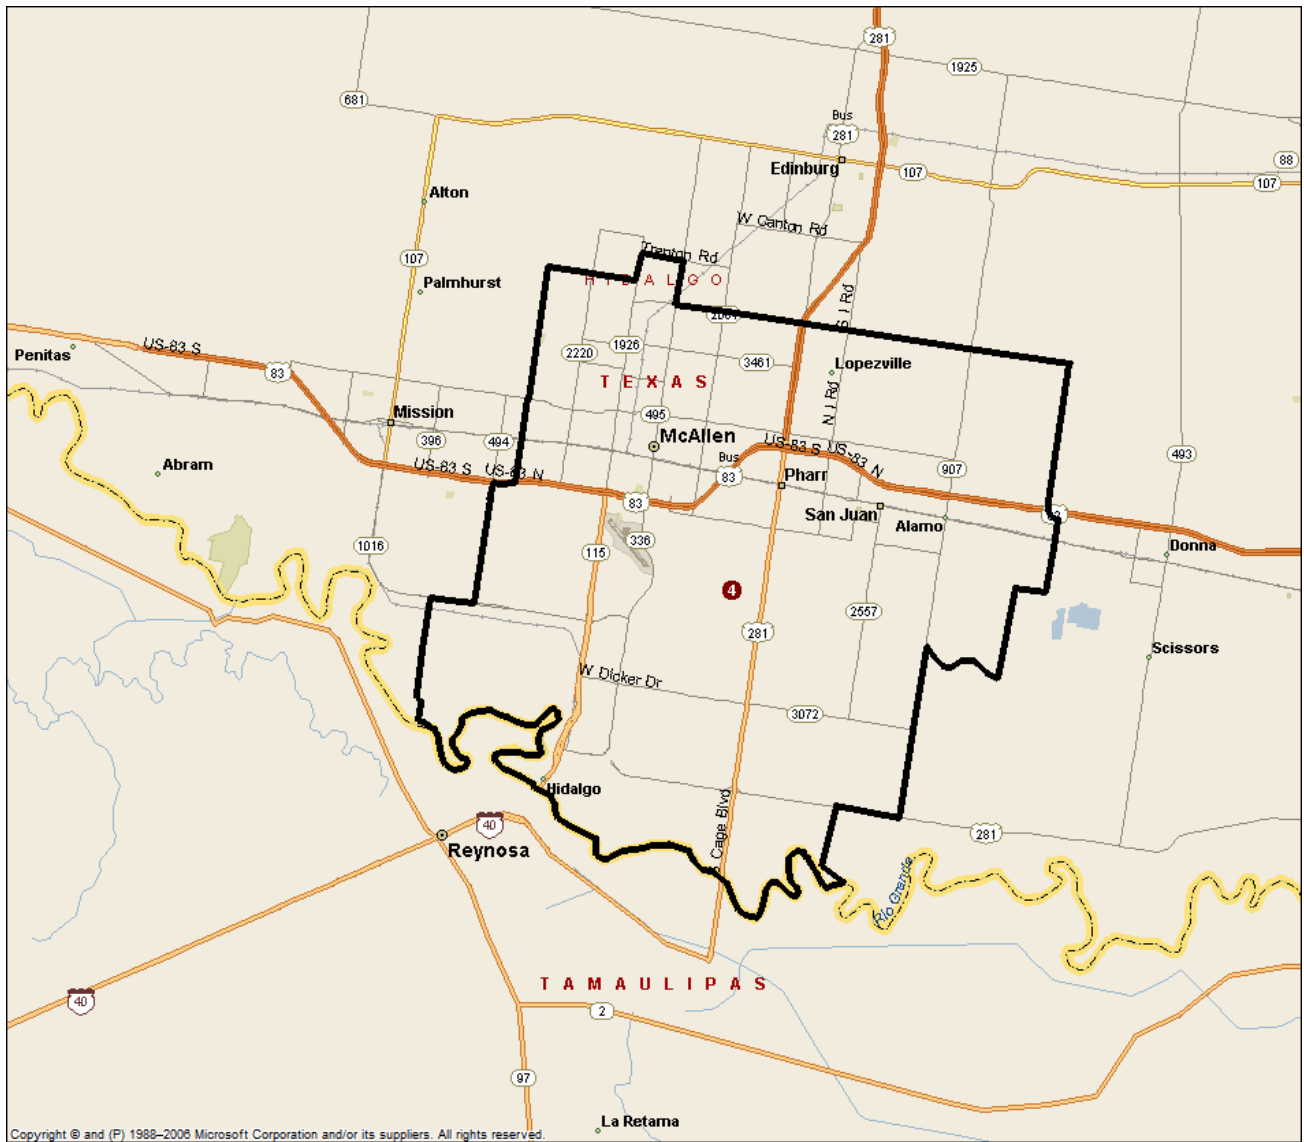 281
1925
681
Bus
281
Edinburg
88
107
107
Alton
W Canton Rd
Trenton Rd
107
Palmhurst
HIDALGO
S I Rd
US-83 S
1926
Penitas
2220
3461
Lopezville
83
TEXAS
N I Rd
Mission
495
McAllen
396
494
US-83 S
US-83 N
493
Abram
US-83 S
US-83 N
Bus
83
907
Pharr
83
San Juan
Alamo
1016
115
336
Donna
4
2557
281
Scissors
W Dicker Dr
3072
Hidalgo
S Cage Blvd
40
281
Reynosa
Rio Grande
TAMAULIPAS
40
2
97
La Retama
Copyright © and (P) 1988–2006 Microsoft Corporation and/or its suppliers. All rights reserved.